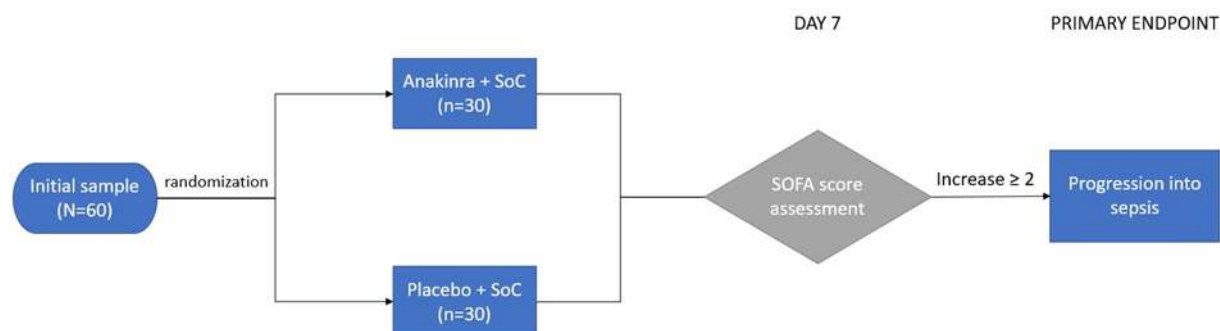 DAY 7
PRIMARY ENDPOINT
Anakinra + SoC
(n=30)
Initial sample
(N=60)
randomization
SOFA score
assessment
Increase ≥ 2
Progression into
sepsis
Placebo + SoC
(n=30)